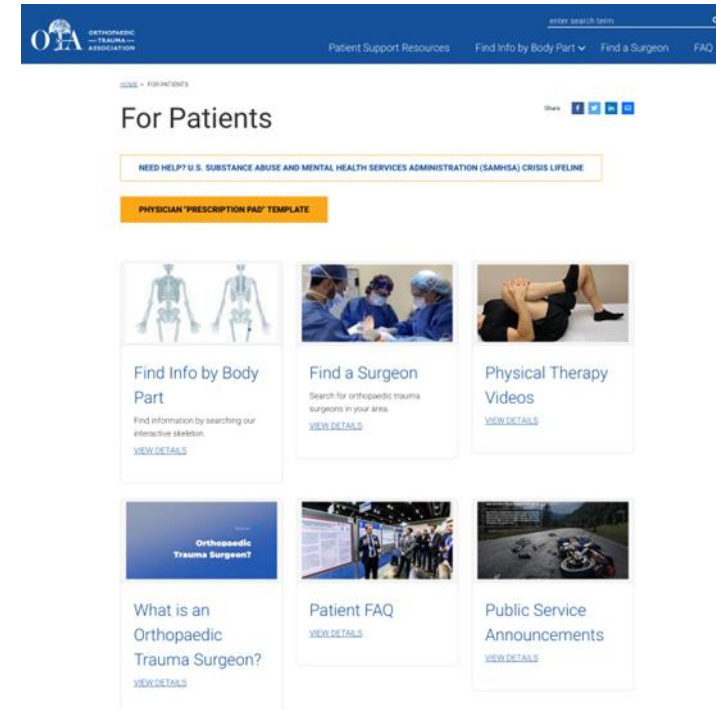 enter search term
OTA
ORTHOPAEDIC
TRAUMA
ASSOCIATION
Patient Support Resources
Find Info by Body Part
Find a Surgeon
FAQ
HOME
FOR PATIENTS
For Patients
Share
NEED HELP? U.S. SUBSTANCE ABUSE AND MENTAL HEALTH SERVICES ADMINISTRATION (SAMHSA) CRISIS LIFELINE
PHYSICIAN "PRESCRIPTION PAD" TEMPLATE
Find Info by Body
Part
Find information by searching our
interactive skeleton.
VIEW DETAILS
Find a Surgeon
Search for orthopaedic trauma
surgeons in your area.
VIEW DETAILS
Physical Therapy
Videos
VIEW DETAILS
Orthopaedic
Trauma Surgeon?
What is an
Orthopaedic
Trauma Surgeon?
VIEW DETAILS
Patient FAQ
VIEW DETAILS
Public Service
Announcements
VIEW DETAILS